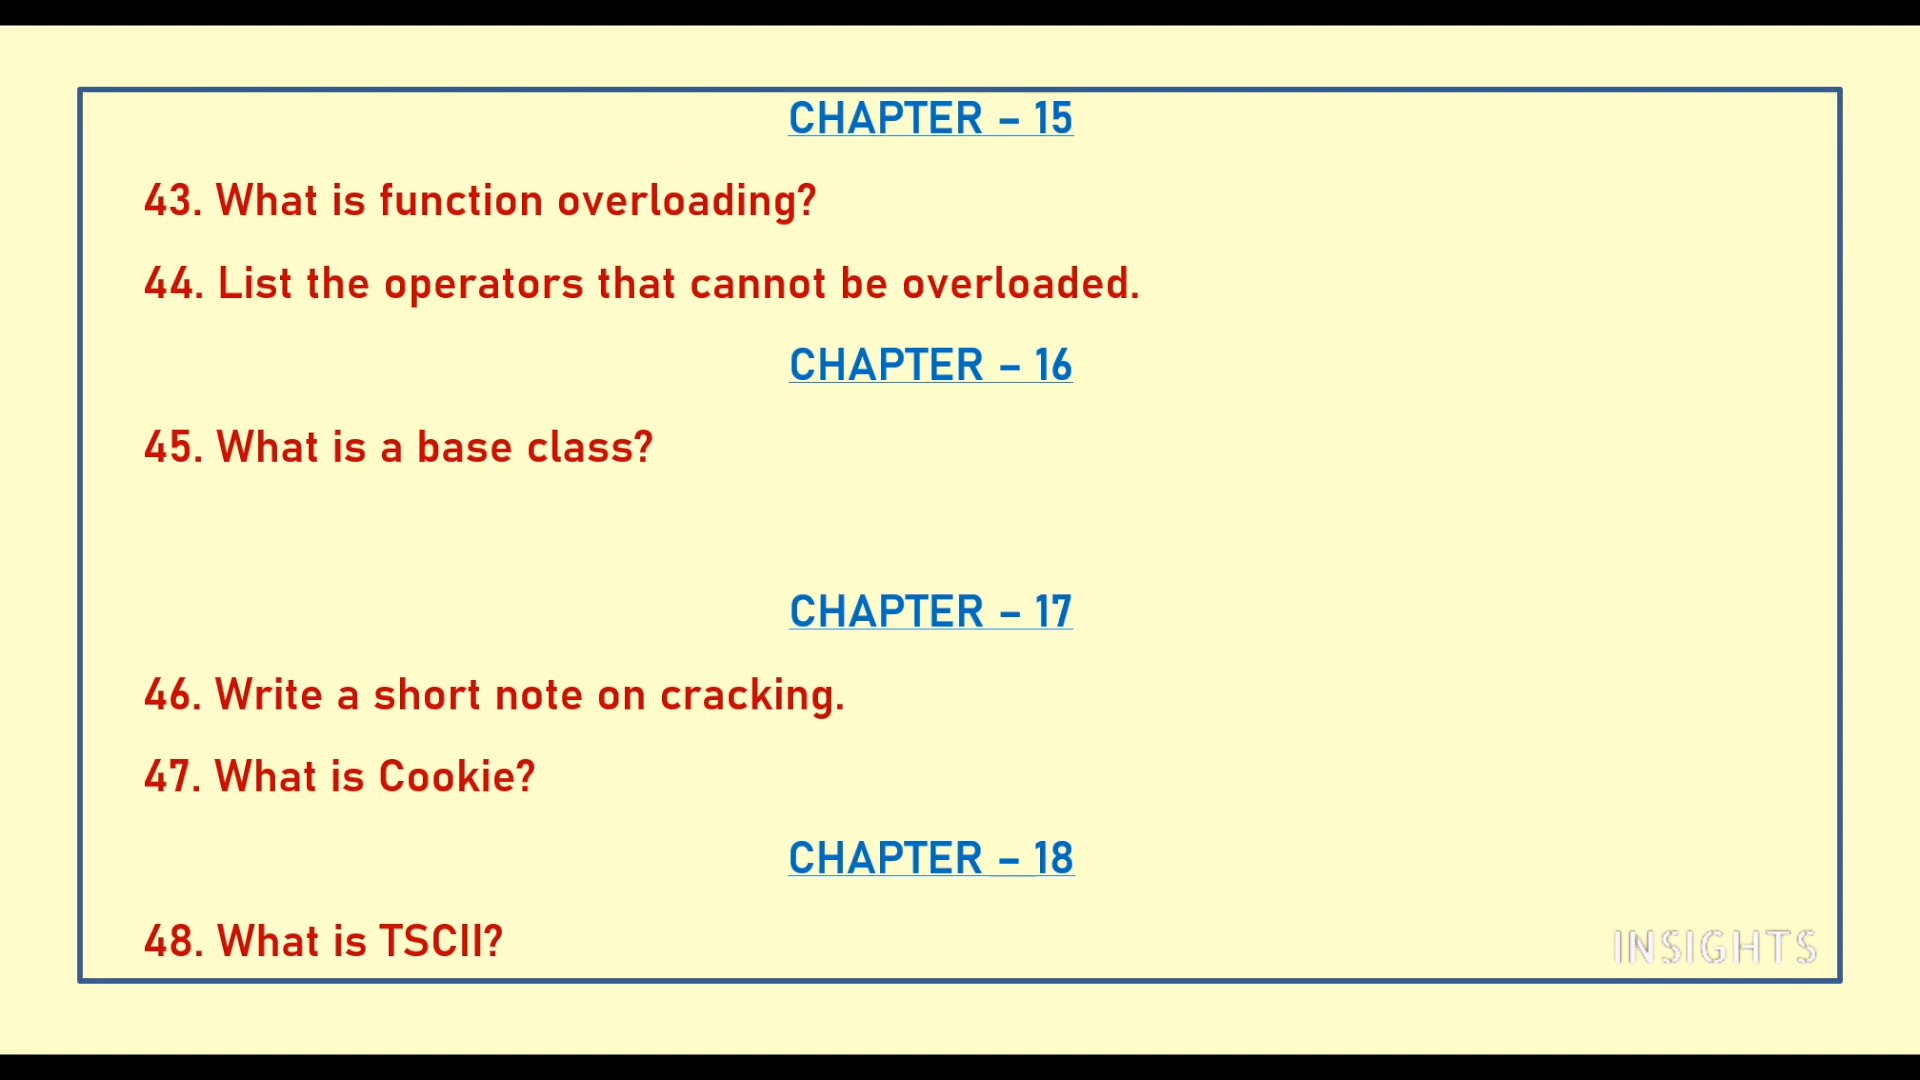 CHAPTER – 15
43. What is function overloading?
44. List the operators that cannot be overloaded.
CHAPTER – 16
45. What is a base class?
CHAPTER – 17
46. Write a short note on cracking.
47. What is Cookie?
CHAPTER – 18
48. What is TSCII?
INSIGHTS